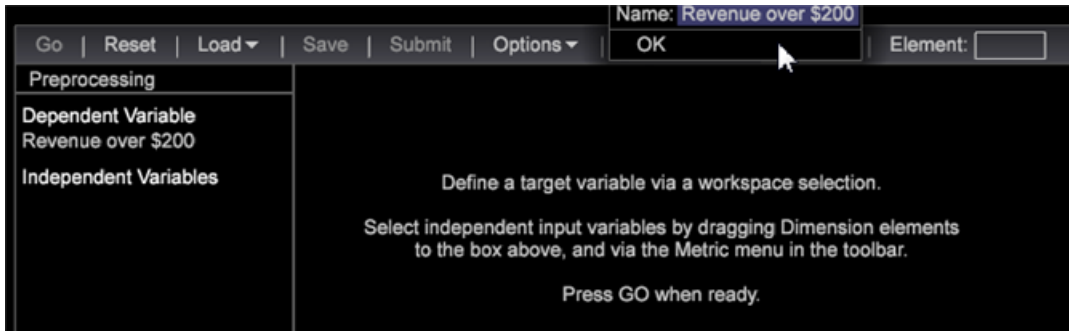 Name: Revenue over $200
Go | Reset | Load | Save | Submit | Options | OK | Element:
Preprocessing
Dependent Variable
Revenue over $200
Independent Variables
Define a target variable via a workspace selection.
Select independent input variables by dragging Dimension elements
to the box above, and via the Metric menu in the toolbar.
Press GO when ready.